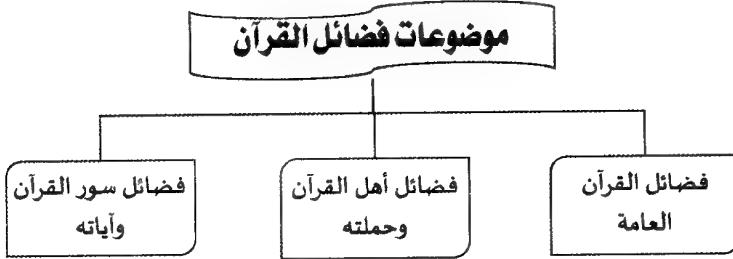 موضوعات فضائل القرآن
فضائل القرآن
العامة
فضائل أهل القرآن
وحملته
فضائل سور القرآن
وآياته